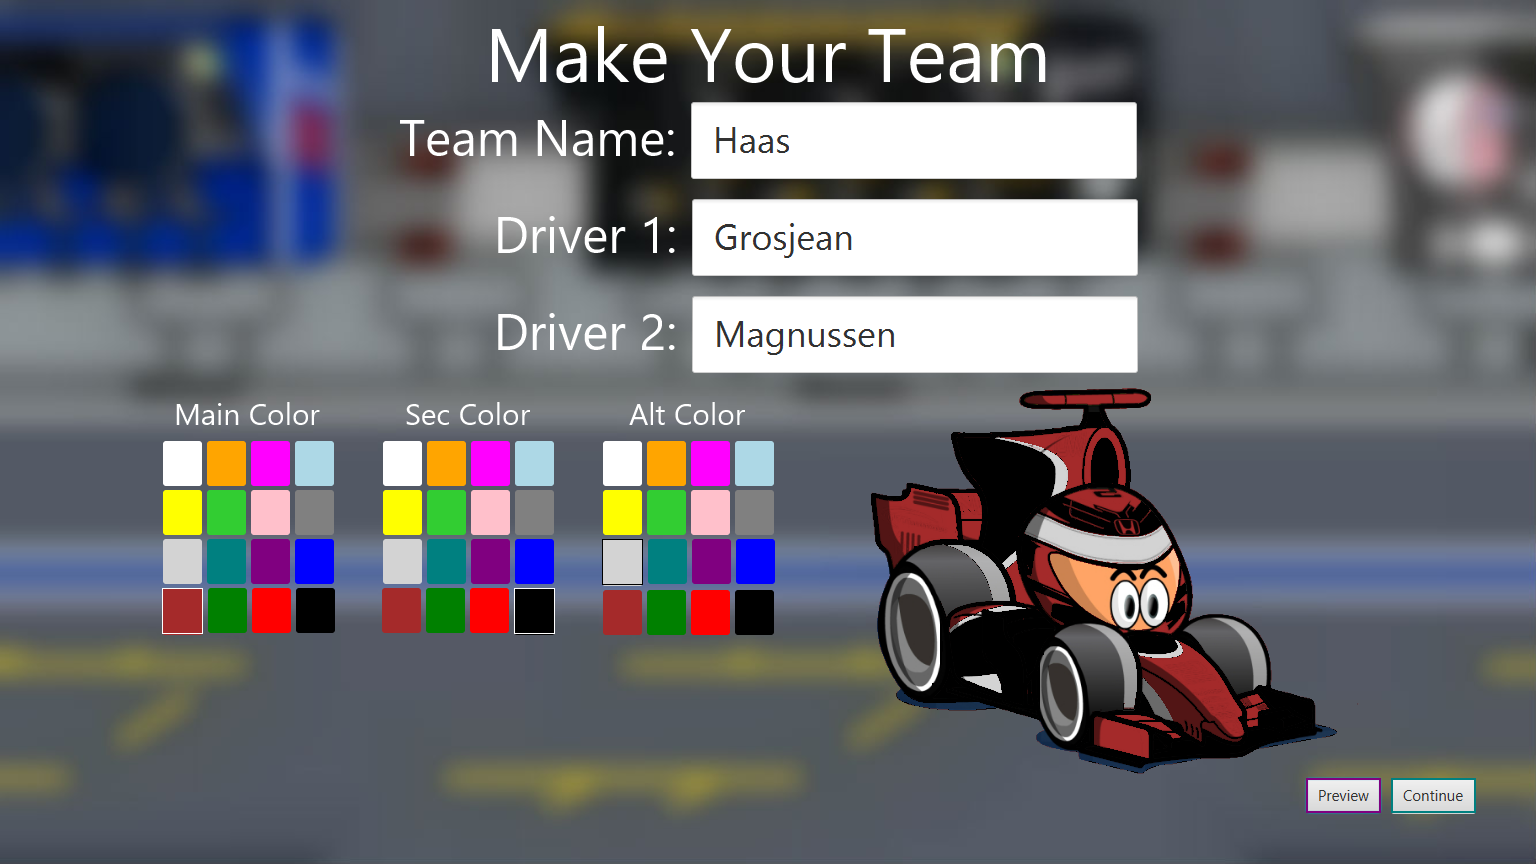 Make Your Team
Team Name: Haas
Driver 1: Grosjean
Driver 2: Magnussen
Main Color Sec Color Alt Color
Preview Continue